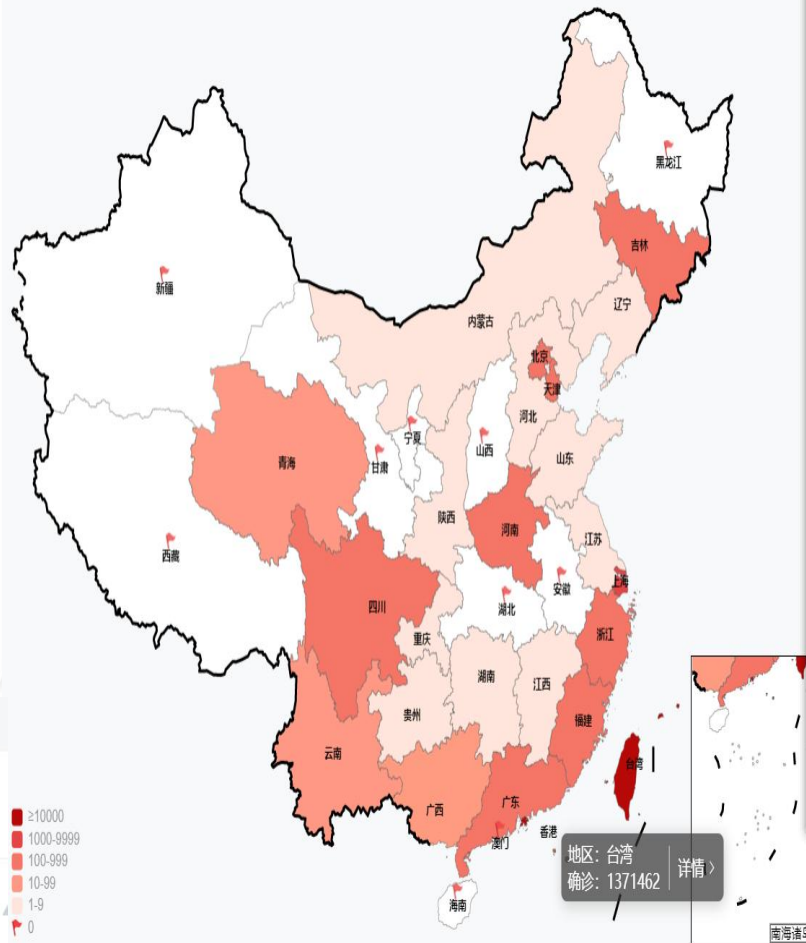 黑龙江
吉林
新疆
辽宁
内蒙古
北京
天津
河北
宁夏
山西
山东
青海
甘肃
陕西
河南
江苏
西藏
上海
安徽
湖北
四川
浙江
重庆
湖南
江西
贵州
福建
云南
台湾
广西
广东
香港
澳门
海南
地区：台湾
确诊：1371462
详情 >
≥10000
1000-9999
100-999
10-99
1-9
0
南海诸岛